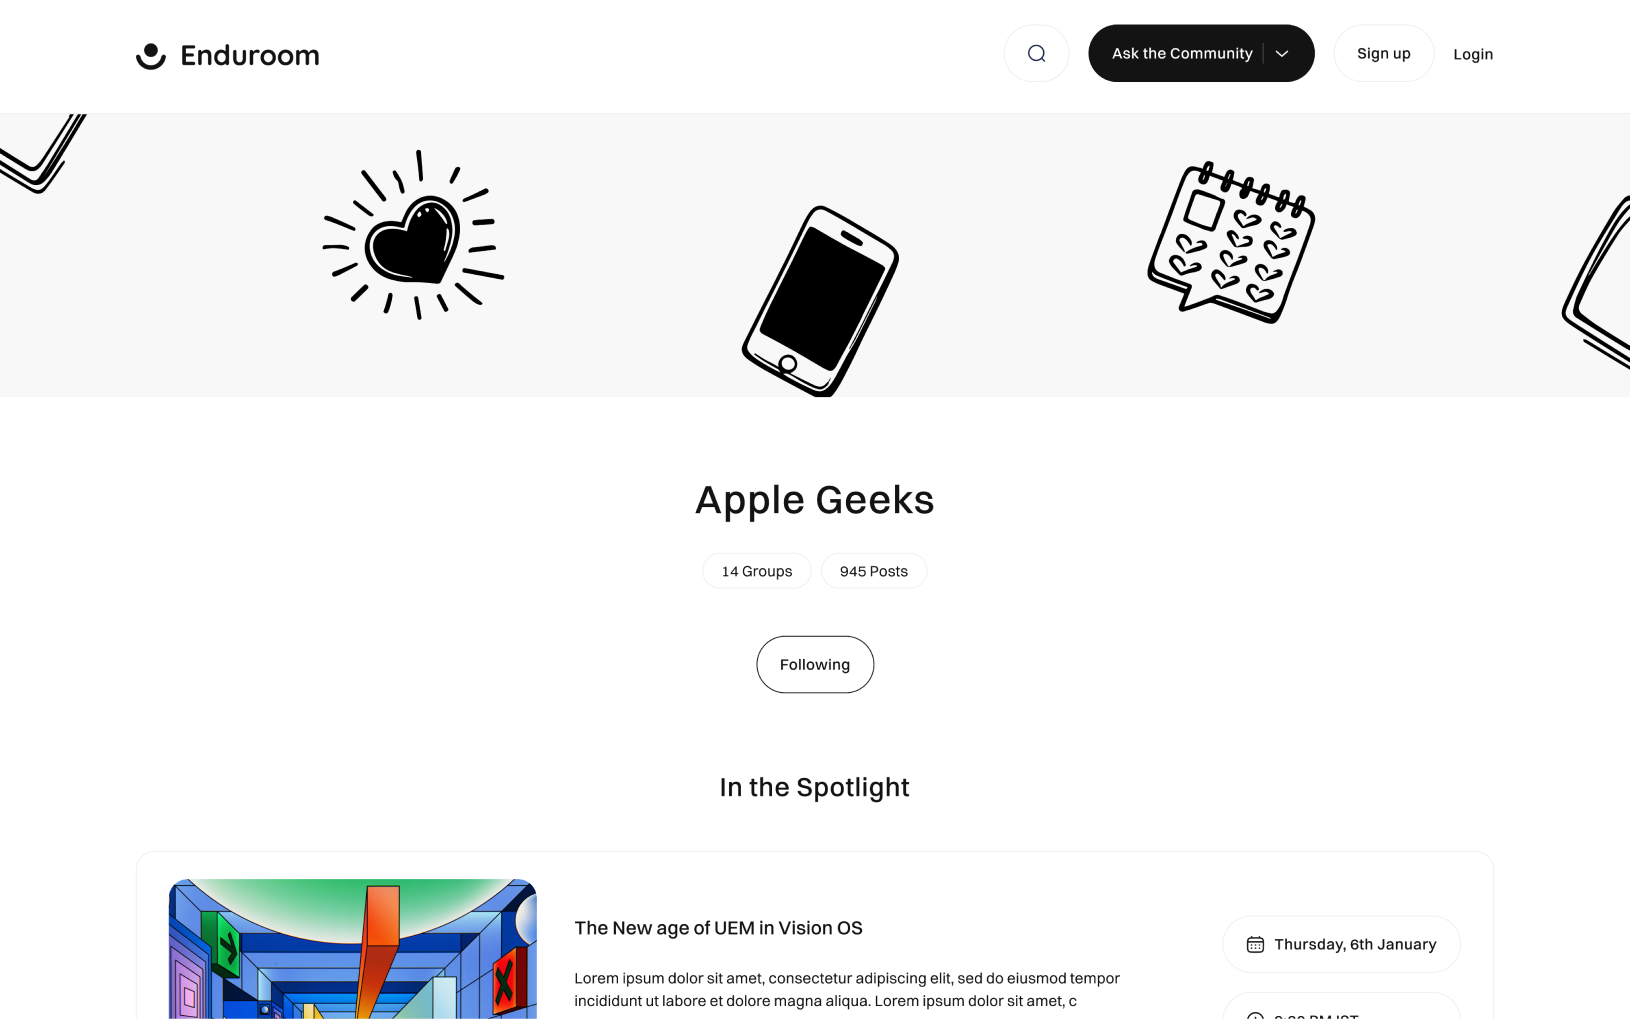 Enduroom
Ask the Community
Sign up
Login
Apple Geeks
14 Groups
945 Posts
Following
In the Spotlight
The New age of UEM in Vision OS
Thursday, 6th January
Lorem ipsum dolor sit amet, consectetur adipiscing elit, sed do eiusmod tempor
incididunt ut labore et dolore magna aliqua. Lorem ipsum dolor sit amet, c